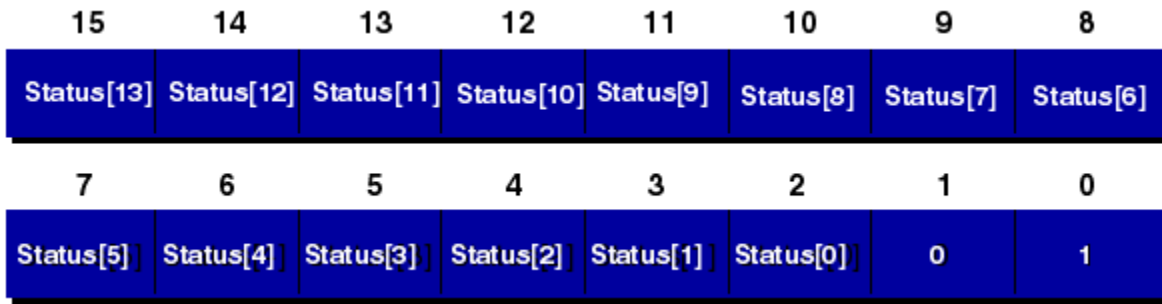 15 14 13 12 11 10 9 8
Status[13] Status[12] Status[11] Status[10] Status[9] Status[8] Status[7] Status[6]
7 6 5 4 3 2 1 0
Status[5] Status[4] Status[3] Status[2] Status[1] Status[0] 0 1